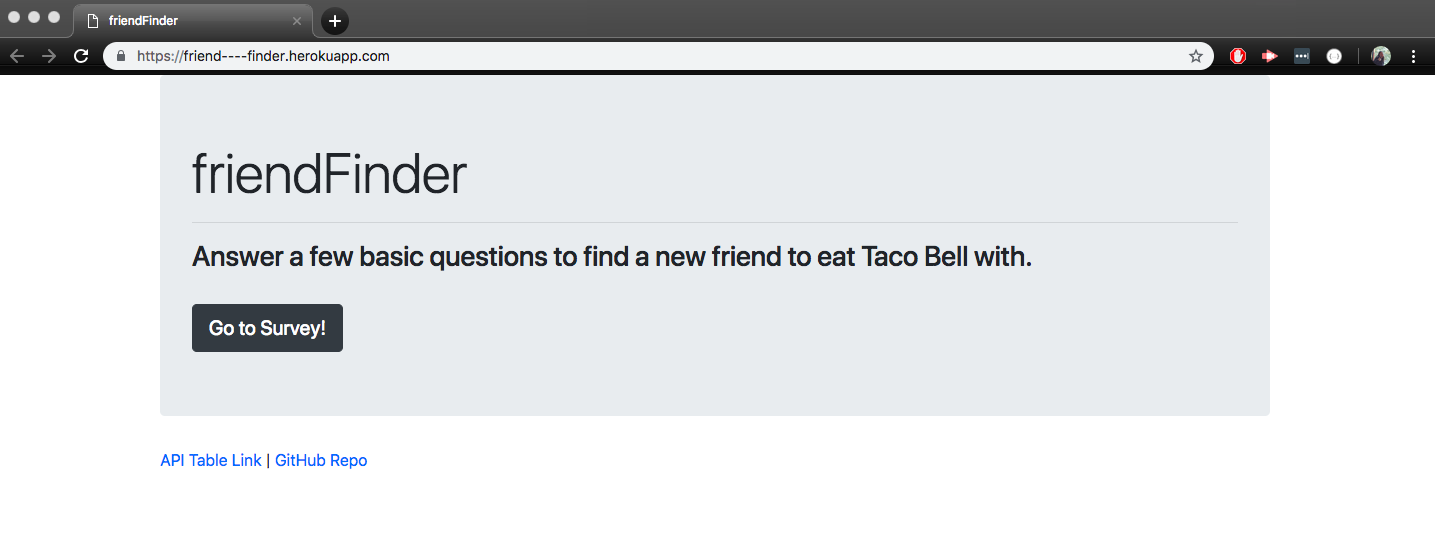 friendFinder
https://friend----finder.herokuapp.com
friendFinder
Answer a few basic questions to find a new friend to eat Taco Bell with.
Go to Survey!
API Table Link | GitHub Repo